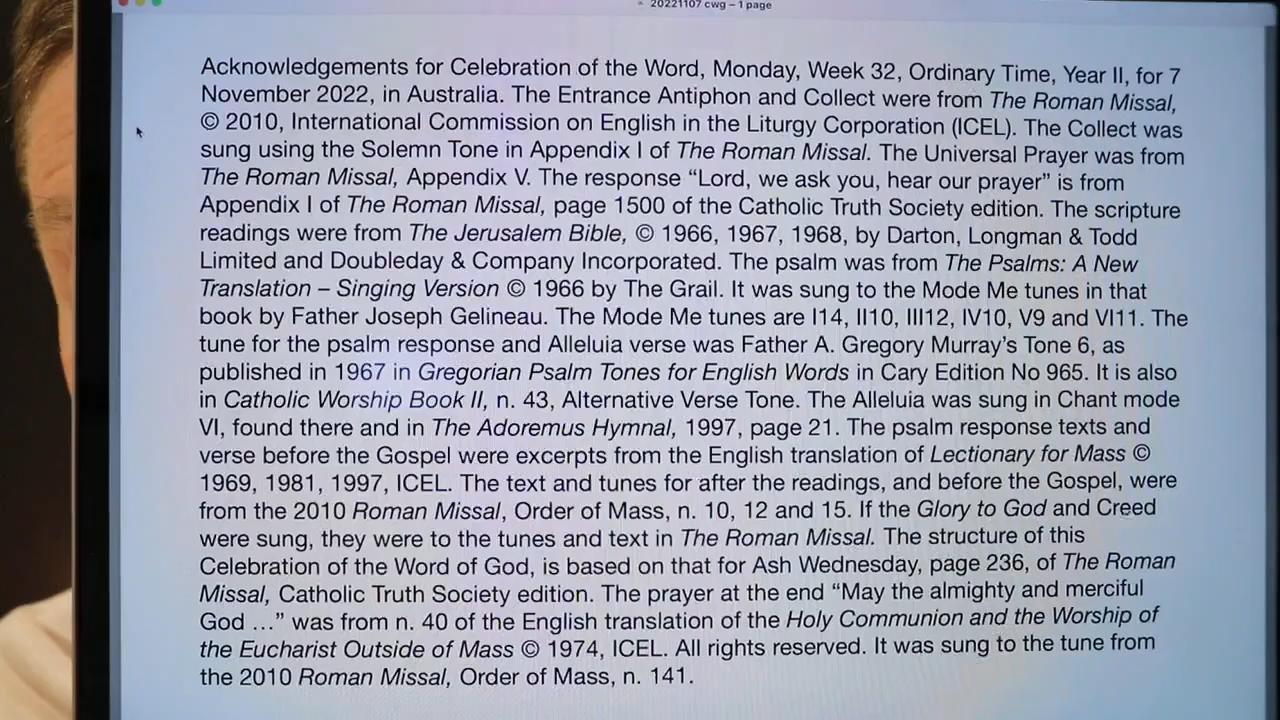 20221107 cwg – 1 page
Acknowledgements for Celebration of the Word, Monday, Week 32, Ordinary Time, Year II, for 7
November 2022, in Australia. The Entrance Antiphon and Collect were from The Roman Missal,
© 2010, International Commission on English in the Liturgy Corporation (ICEL). The Collect was
sung using the Solemn Tone in Appendix I of The Roman Missal. The Universal Prayer was from
The Roman Missal, Appendix V. The response “Lord, we ask you, hear our prayer” is from
Appendix I of The Roman Missal, page 1500 of the Catholic Truth Society edition. The scripture
readings were from The Jerusalem Bible, © 1966, 1967, 1968, by Darton, Longman & Todd
Limited and Doubleday & Company Incorporated. The psalm was from The Psalms: A New
Translation – Singing Version © 1966 by The Grail. It was sung to the Mode Me tunes in that
book by Father Joseph Gelineau. The Mode Me tunes are I14, II10, III12, IV10, V9 and VI11. The
tune for the psalm response and Alleluia verse was Father A. Gregory Murray’s Tone 6, as
published in 1967 in Gregorian Psalm Tones for English Words in Cary Edition No 965. It is also
in Catholic Worship Book II, n. 43, Alternative Verse Tone. The Alleluia was sung in Chant mode
VI, found there and in The Adoremus Hymnal, 1997, page 21. The psalm response texts and
verse before the Gospel were excerpts from the English translation of Lectionary for Mass ©
1969, 1981, 1997, ICEL. The text and tunes for after the readings, and before the Gospel, were
from the 2010 Roman Missal, Order of Mass, n. 10, 12 and 15. If the Glory to God and Creed
were sung, they were to the tunes and text in The Roman Missal. The structure of this
Celebration of the Word of God, is based on that for Ash Wednesday, page 236, of The Roman
Missal, Catholic Truth Society edition. The prayer at the end “May the almighty and merciful
God …” was from n. 40 of the English translation of the Holy Communion and the Worship of
the Eucharist Outside of Mass © 1974, ICEL. All rights reserved. It was sung to the tune from
the 2010 Roman Missal, Order of Mass, n. 141.